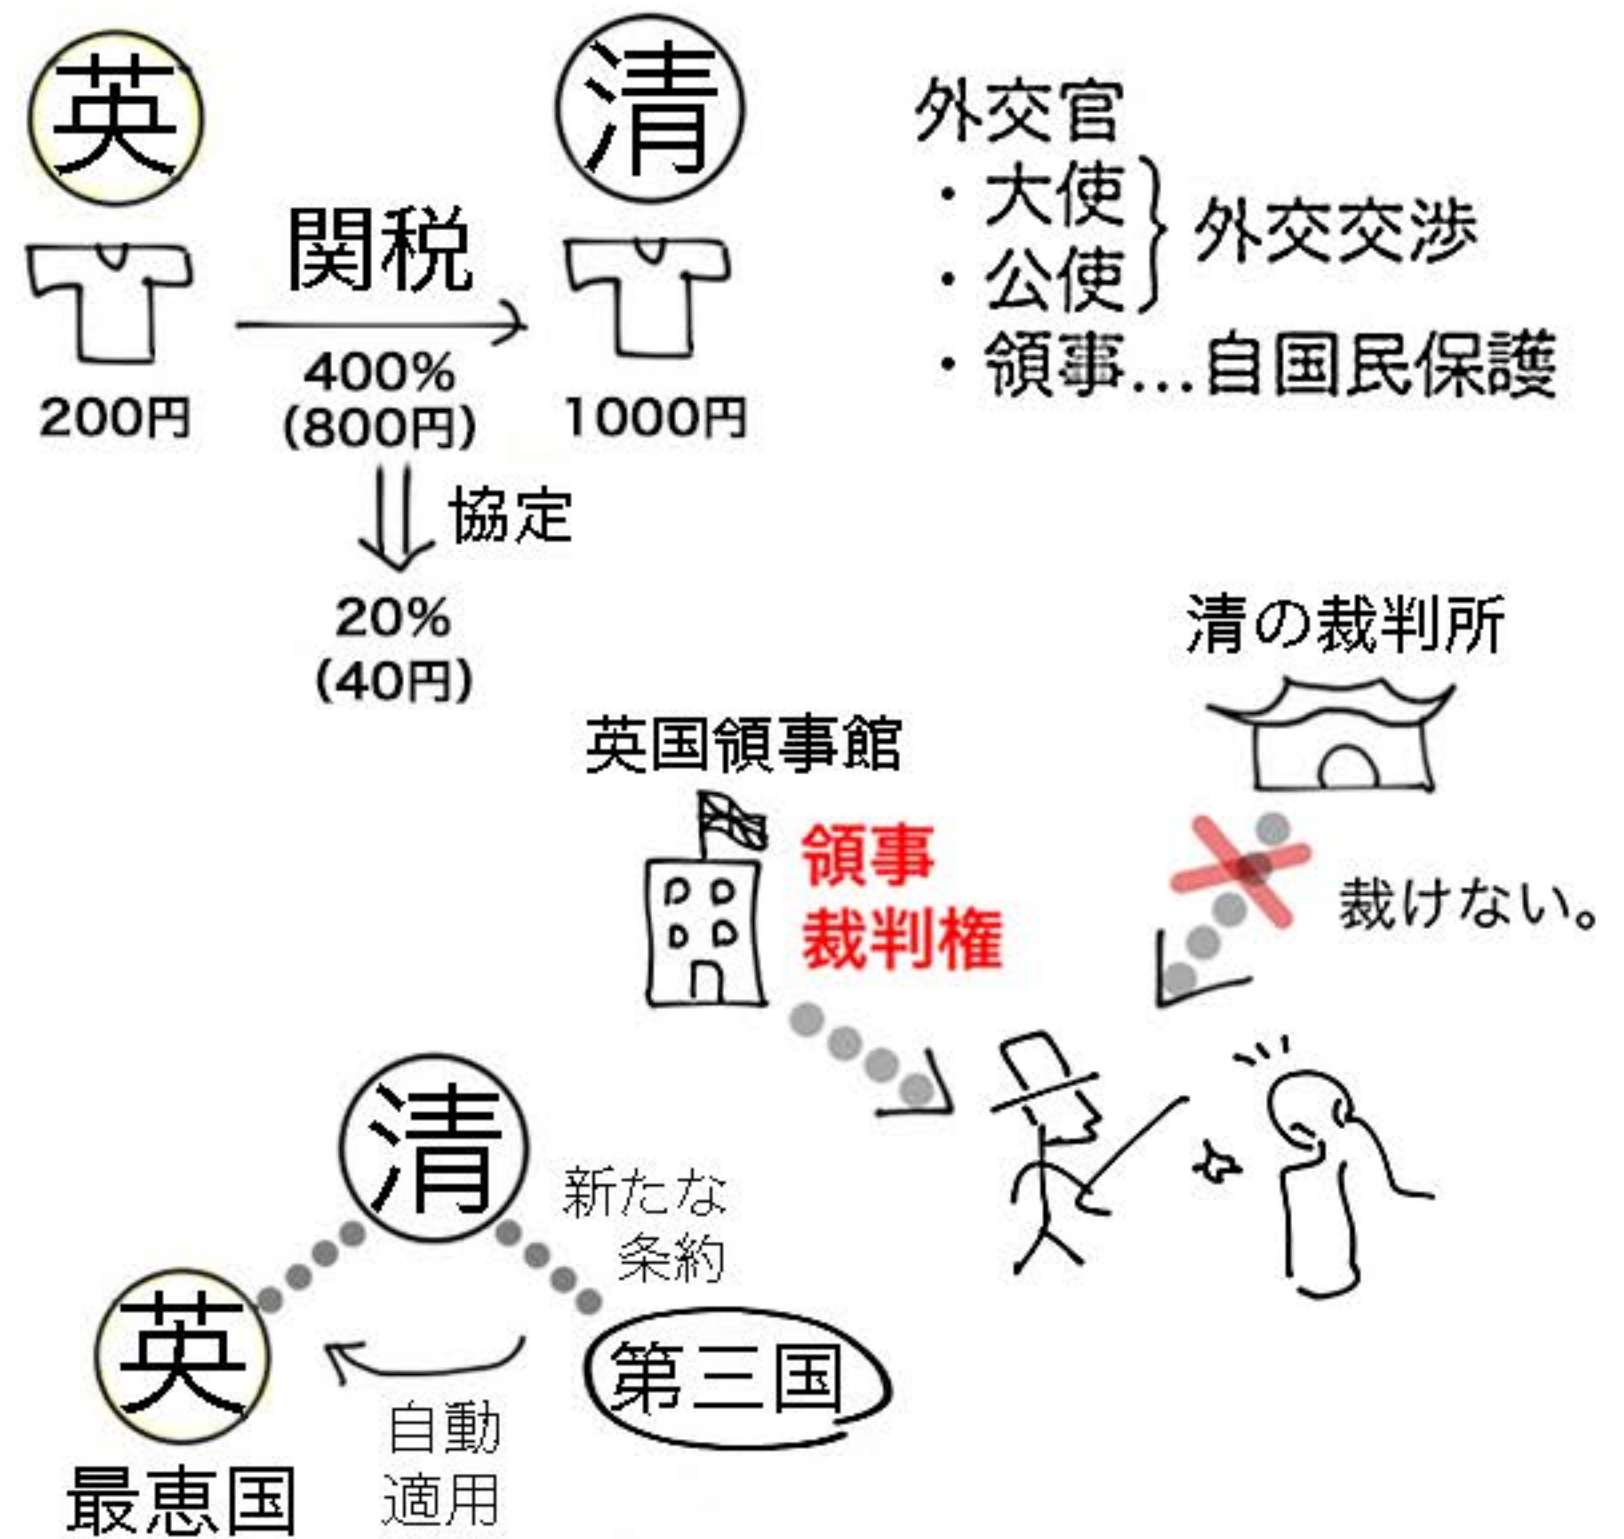 英
清
関税
400%
(800円)
200円
1000円
協定
20%
(40円)
外交官
・大使
・公使
外交交渉
・領事…自国民保護
清の裁判所
裁けない。
英国領事館
領事
裁判権
清
新たな
条約
英
第三国
自動
適用
最恵国